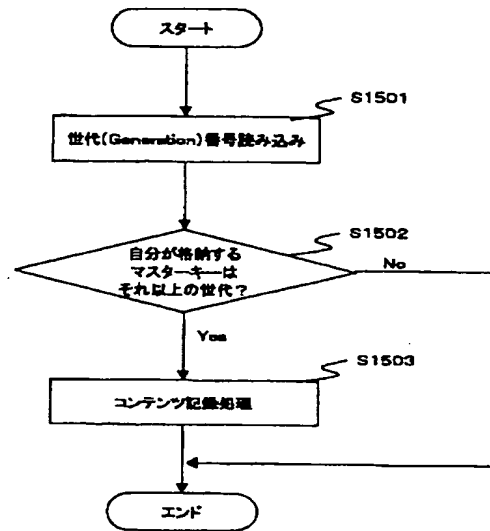 スタート
S1501
世代(Generation)番号読み込み
S1502
自分が格納する
マスターキーは
それ以上の世代?
No
Yes
S1503
コンテンツ記録処理
エンド